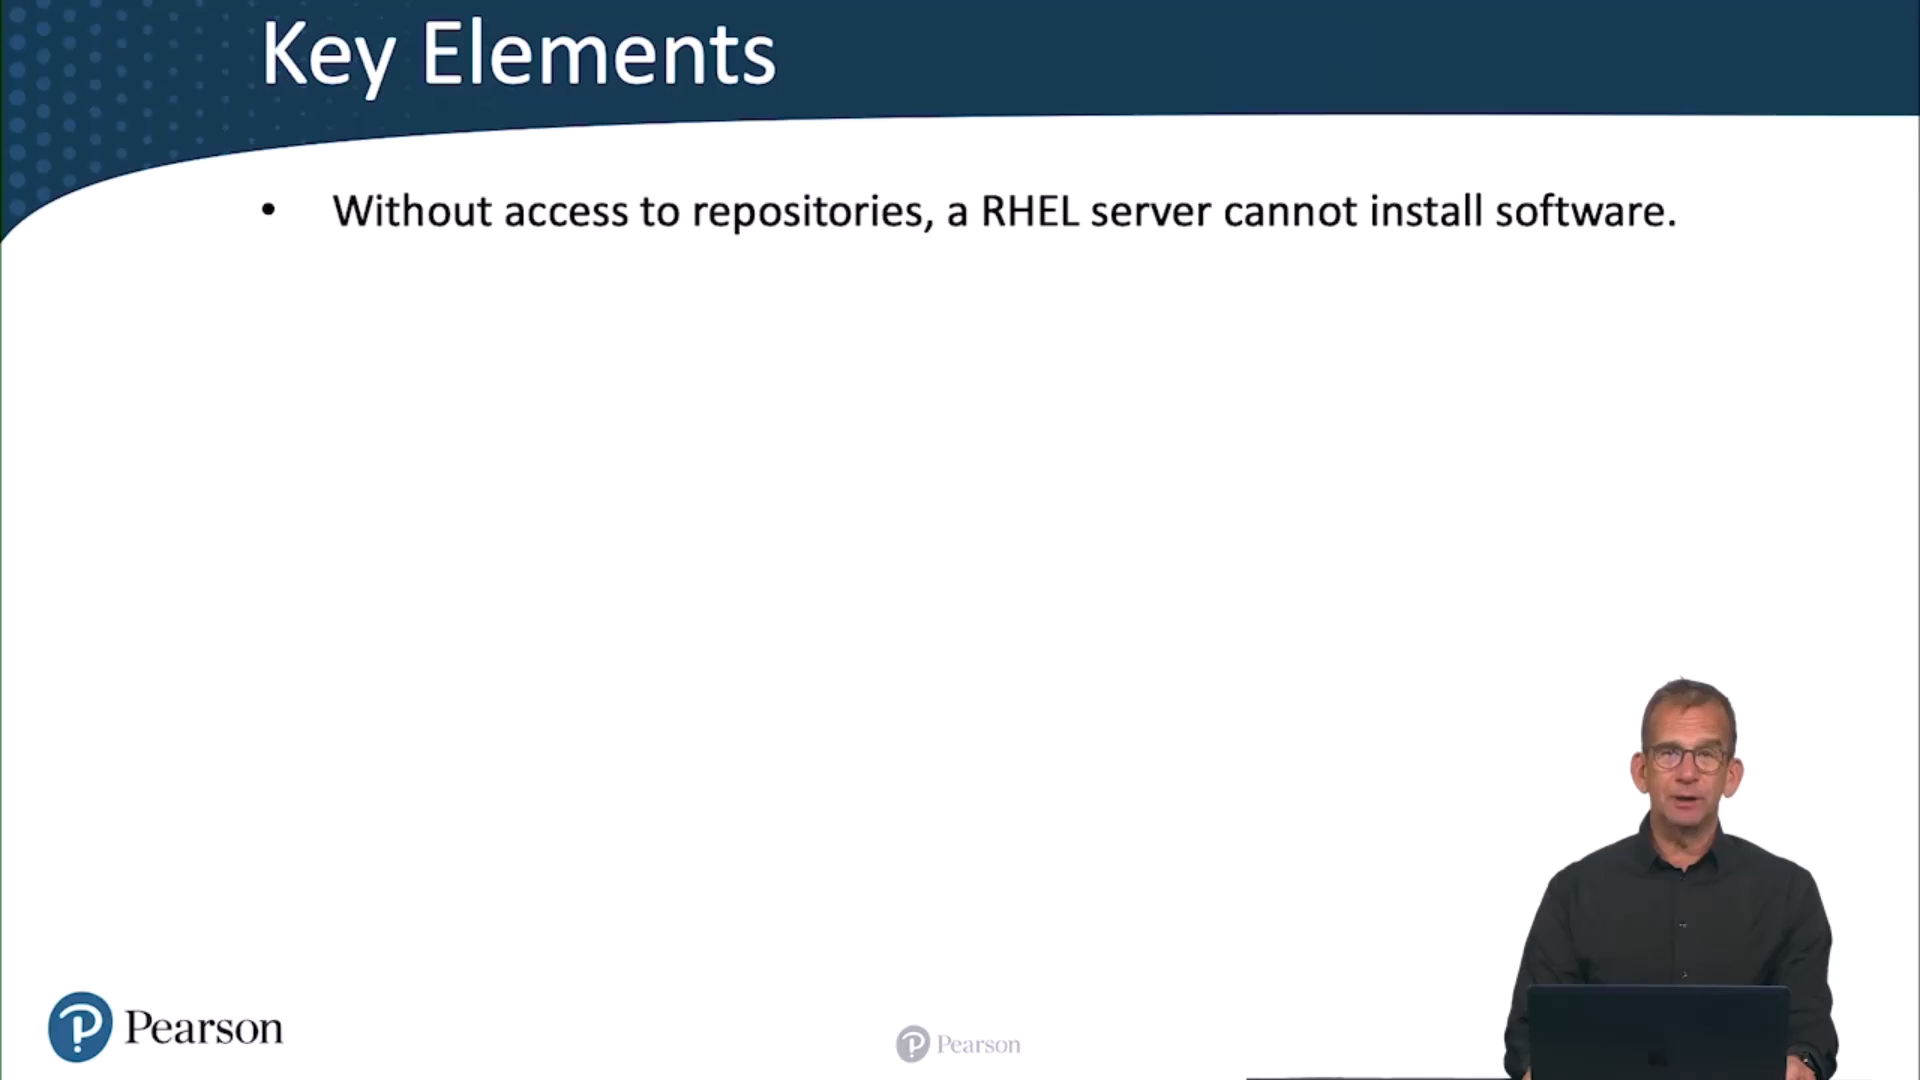 Key Elements
• Without access to repositories, a RHEL server cannot install software.
Pearson
Pearson